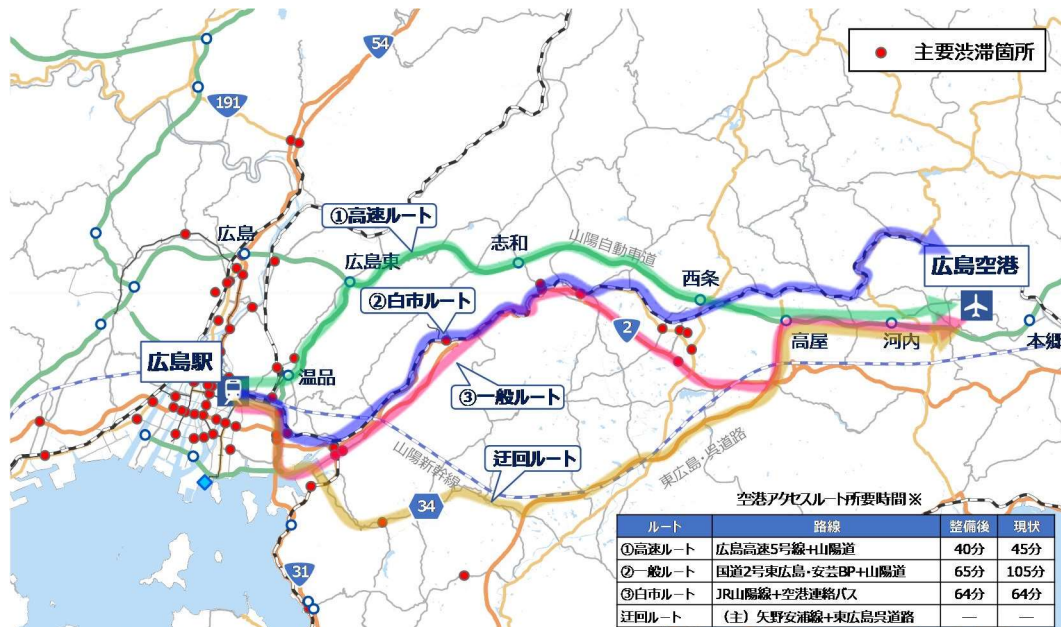 54
主要渋滞箇所
191
①高速ルート
広島
志和
山陽自動車道
広島東
西条
広島空港
②白市ルート
2
高屋
河内
本郷
広島駅
温品
③一般ルート
山陽新幹線
迂回ルート
東広島・呉道路
34
31
空港アクセスルート所要時間※
ルート 路線 整備後 現状
①高速ルート 広島高速5号線+山陽道 40分 45分
②一般ルート 国道2号東広島・安芸BP+山陽道 65分 105分
③白市ルート JR山陽線+空港連絡バス 64分 64分
迂回ルート （主）矢野安浦線+東広島呉道路 ― ―